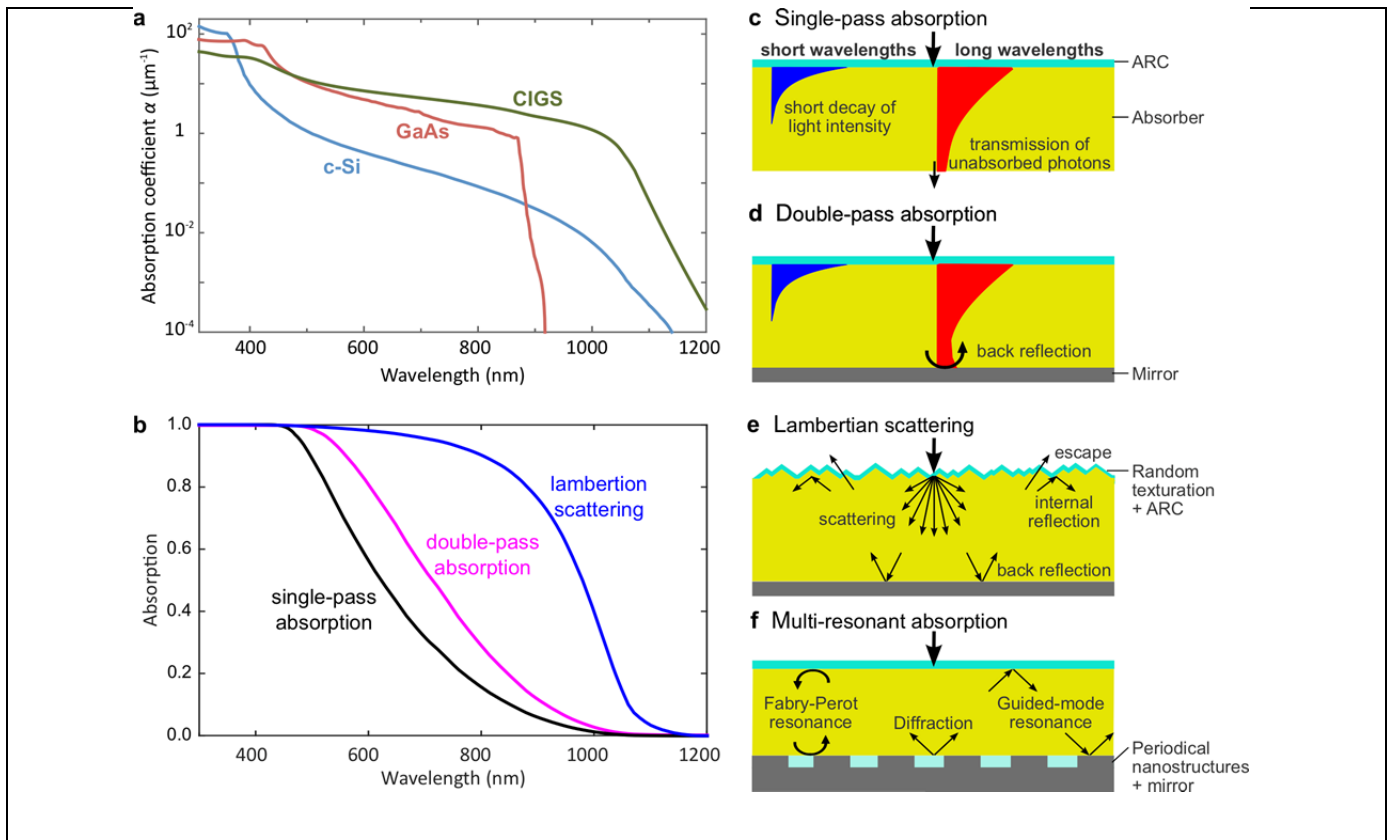 a
10²
1
10⁻²
10⁻⁴
Absorption coefficient α (µm⁻¹)
CIGS
GaAs
c-Si
400 600 800 1000 1200
Wavelength (nm)
b
1.0
0.8
0.6
0.4
0.2
0.0
Absorption
lambertion
scattering
double-pass
absorption
single-pass
absorption
400 600 800 1000 1200
Wavelength (nm)
c Single-pass absorption
short wavelengths long wavelengths
ARC
short decay of
light intensity
Absorber
transmission of
unabsorbed photons
d Double-pass absorption
back reflection
Mirror
e Lambertian scattering
escape
Random
texturation
+ ARC
scattering
internal
reflection
back reflection
f Multi-resonant absorption
Fabry-Perot
resonance
Diffraction
Guided-mode
resonance
Periodical
nanostructures
+ mirror